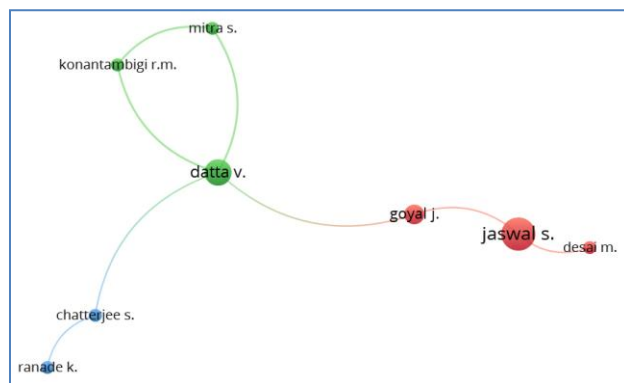 mitra s.
konantambigi r.m.
datta v.
goyal j.
jaswal s.
desai m.
chatterjee s.
ranade k.